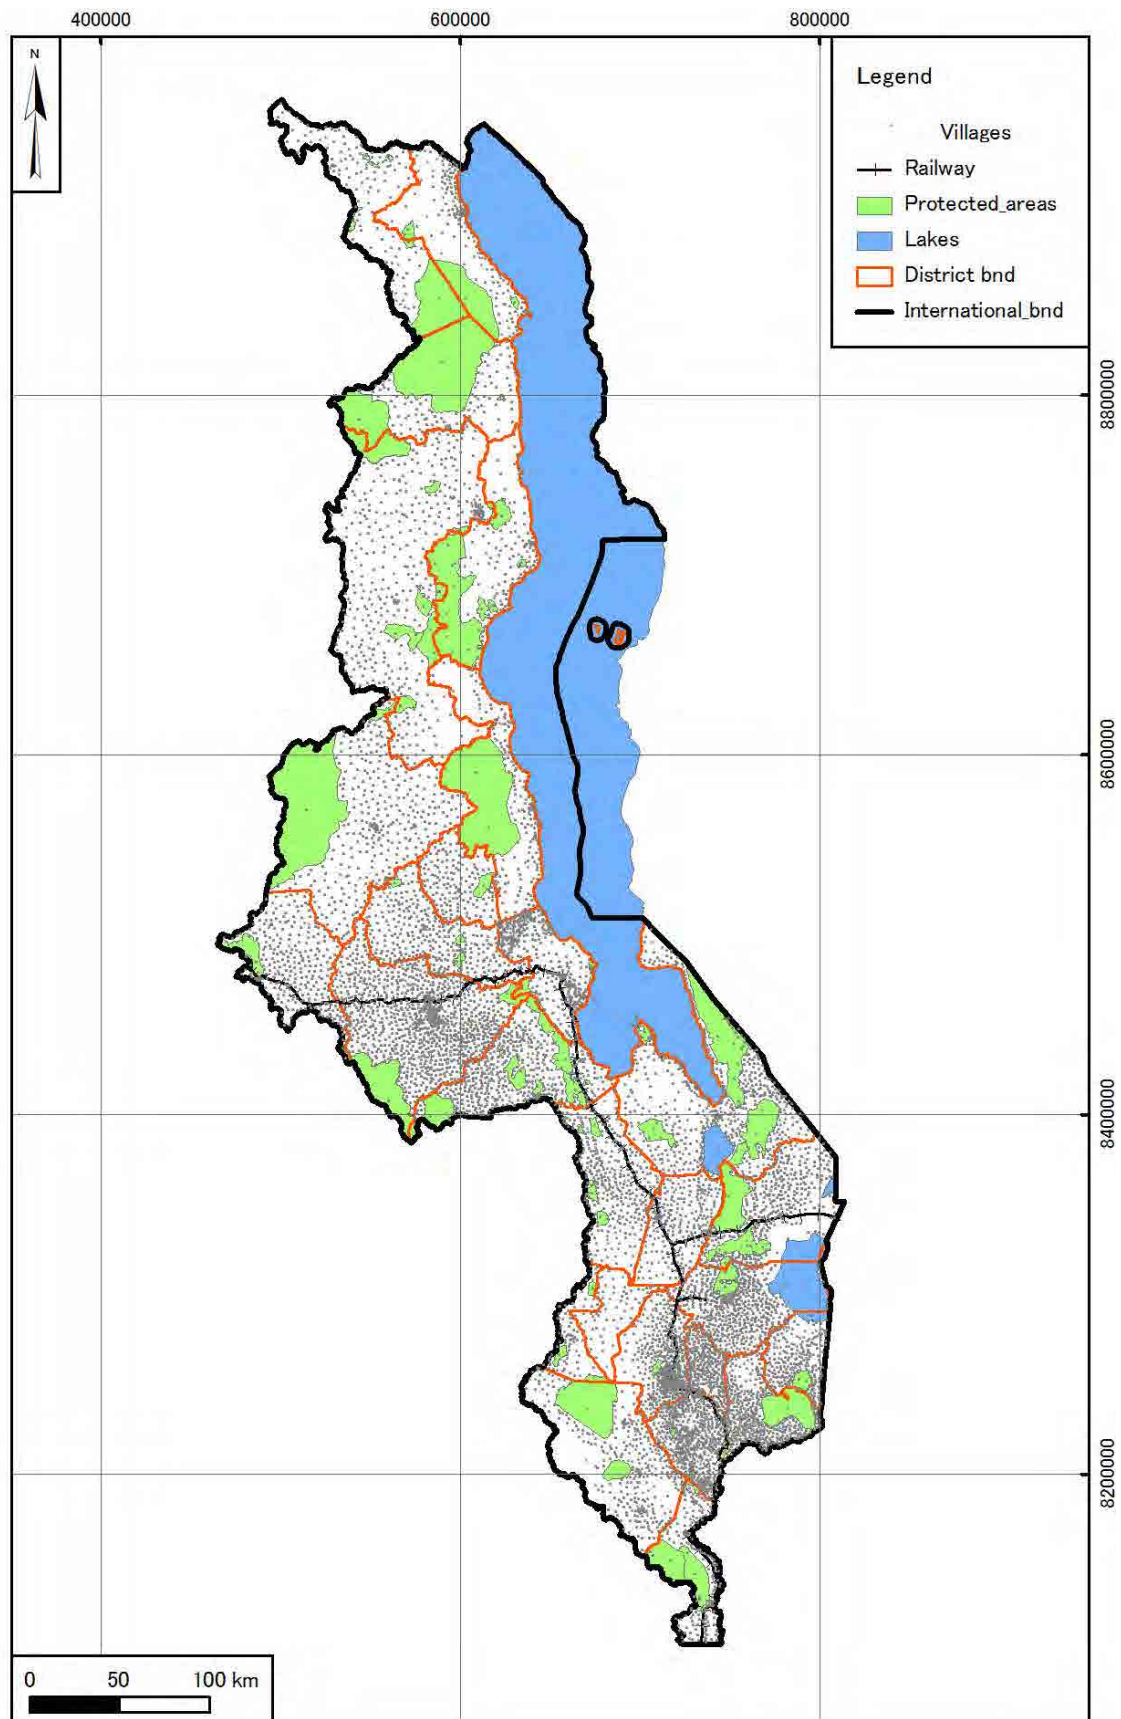 400000
600000
800000
N
Legend
Villages
Railway
Protected_areas
Lakes
District bnd
International_bnd
8800000
8600000
8400000
8200000
0 50 100 km